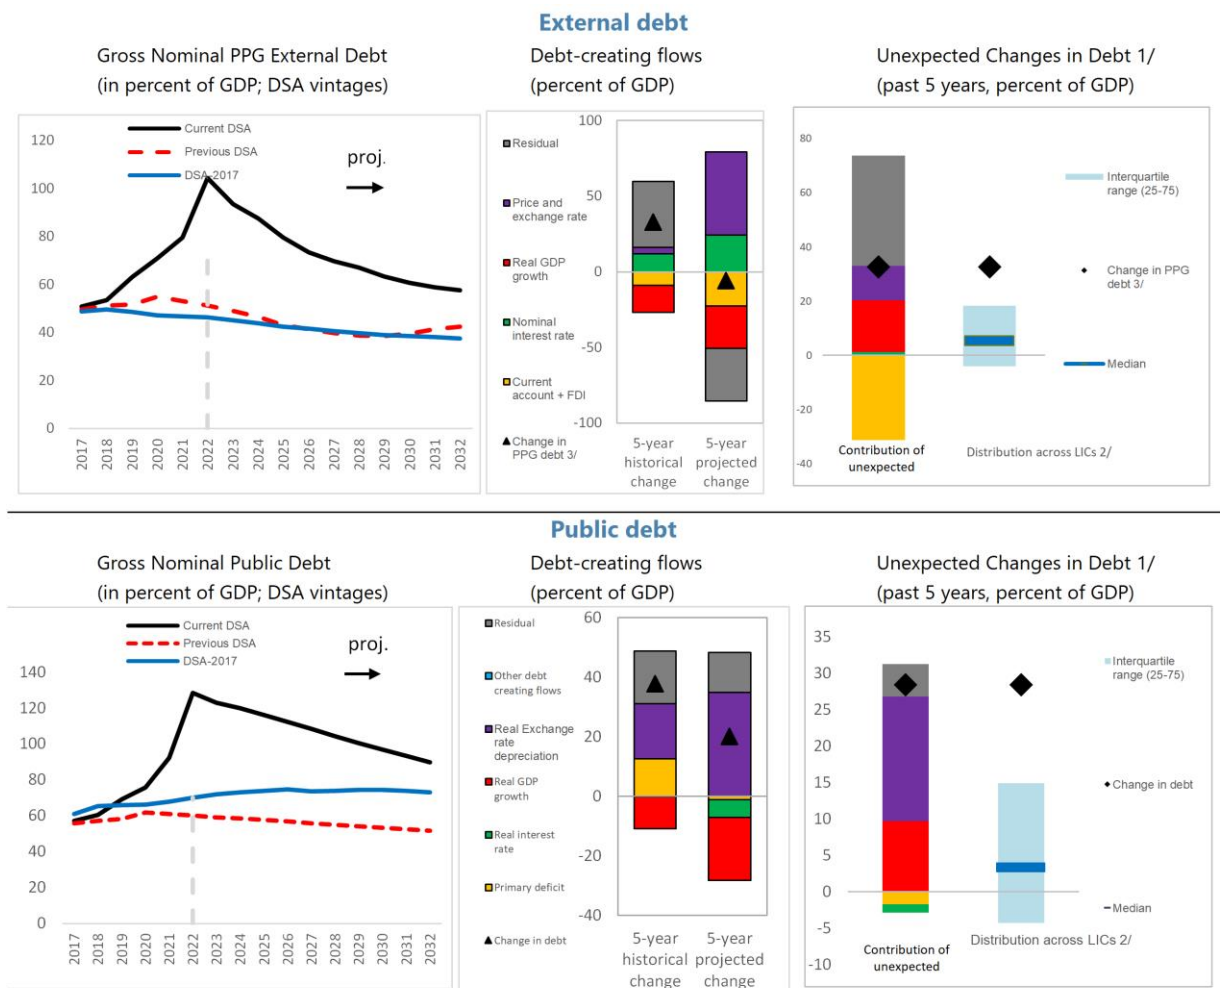 External debt
Gross Nominal PPG External Debt
(in percent of GDP; DSA vintages)
Current DSA
Previous DSA
DSA-2017
proj.
120
100
80
60
40
20
0
2017
2018
2019
2020
2021
2022
2023
2024
2025
2026
2027
2028
2029
2030
2031
2032
Debt-creating flows
(percent of GDP)
Residual
Price and
exchange rate
Real GDP
growth
Nominal
interest rate
Current
account + FDI
Change in
PPG debt 3/
100
50
0
-50
-100
5-year
historical
change
5-year
projected
change
Unexpected Changes in Debt 1/
(past 5 years, percent of GDP)
80
60
40
20
0
-20
-40
Interquartile
range (25-75)
Change in PPG
debt 3/
Median
Contribution of
unexpected
Distribution across LICs 2/
Public debt
Gross Nominal Public Debt
(in percent of GDP; DSA vintages)
Current DSA
Previous DSA
DSA-2017
proj.
140
120
100
80
60
40
20
0
2017
2018
2019
2020
2021
2022
2023
2024
2025
2026
2027
2028
2029
2030
2031
2032
Debt-creating flows
(percent of GDP)
Residual
Other debt
creating flows
Real Exchange
rate
depreciation
Real GDP
growth
Real interest
rate
Primary deficit
Change in debt
60
40
20
0
-20
-40
5-year
historical
change
5-year
projected
change
Unexpected Changes in Debt 1/
(past 5 years, percent of GDP)
35
30
25
20
15
10
5
0
-5
-10
Interquartile
range (25-75)
Change in debt
Median
Contribution of
unexpected
Distribution across LICs 2/